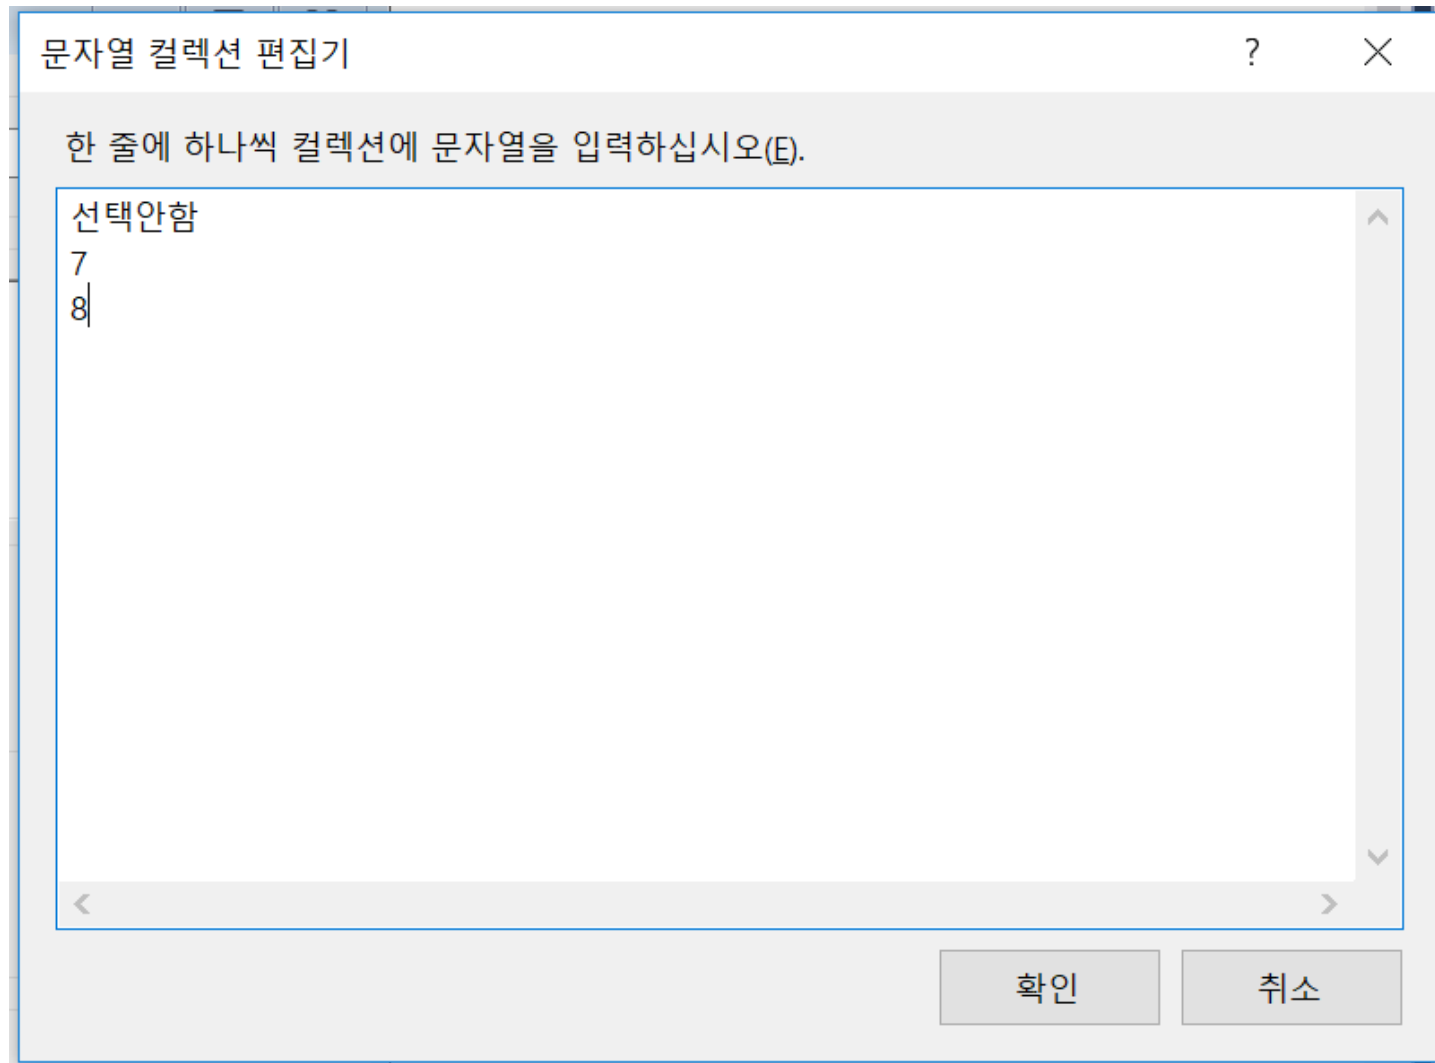 문자열 컬렉션 편집기 ?
한 줄에 하나씩 컬렉션에 문자열을 입력하십시오(E).
선택안함
7
8
확인 취소